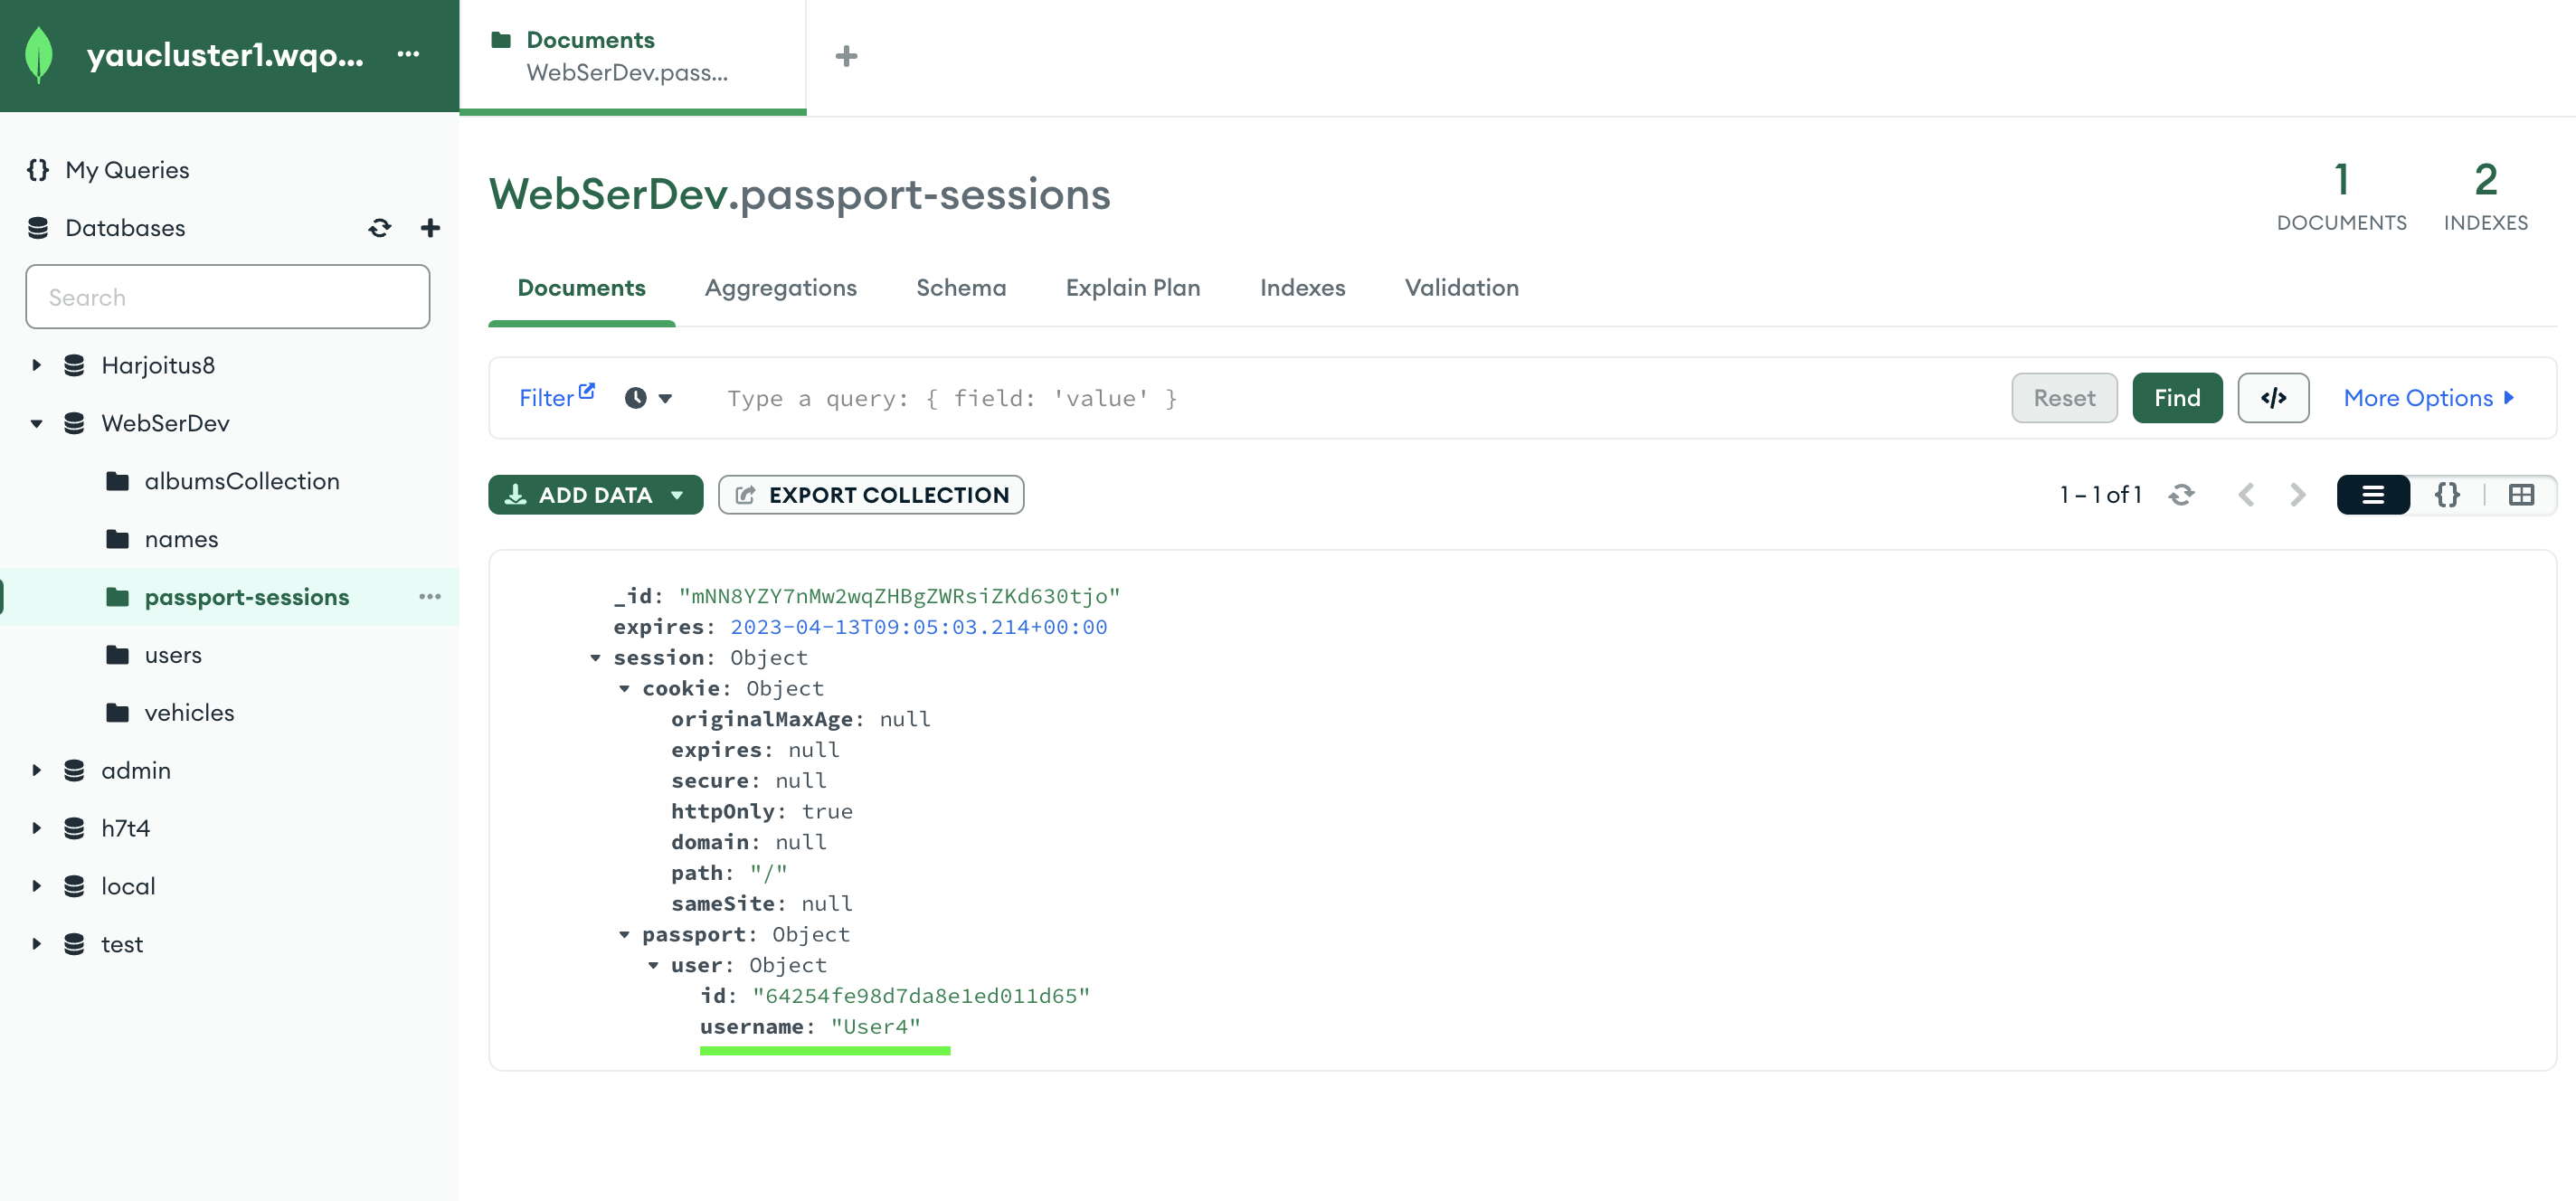 yaucluster1.wqo...
Documents
WebSerDev.pass...
My Queries
Databases
Search
Harjoitus8
WebSerDev
albumsCollection
names
passport-sessions
users
vehicles
admin
h7t4
local
test
WebSerDev.passport-sessions
1
DOCUMENTS
2
INDEXES
Documents Aggregations Schema Explain Plan Indexes Validation
Filter Type a query: { field: 'value' } Reset Find </> More Options
ADD DATA EXPORT COLLECTION 1 – 1 of 1 {}
_id: "mNN8YZY7nMw2wqZHBgZWRsiZKd630tjo"
expires: 2023-04-13T09:05:03.214+00:00
session: Object
cookie: Object
originalMaxAge: null
expires: null
secure: null
httpOnly: true
domain: null
path: "/"
sameSite: null
passport: Object
user: Object
id: "64254fe98d7da8e1ed011d65"
username: "User4"